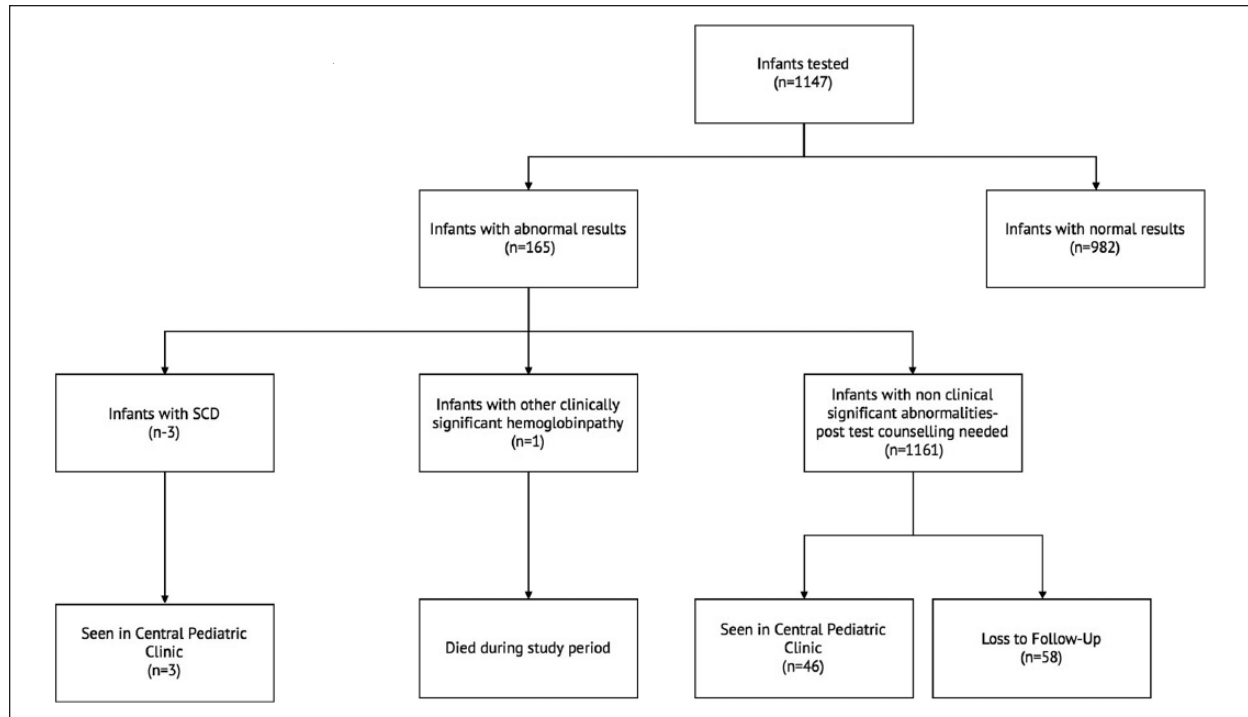 Infants tested
(n=1147)
Infants with abnormal results
(n=165)
Infants with normal results
(n=982)
Infants with SCD
(n-3)
Infants with other clinically
significant hemoglobinpathy
(n=1)
Infants with non clinical
significant abnormalities-
post test counselling needed
(n=1161)
Seen in Central Pediatric
Clinic
(n=3)
Died during study period
Seen in Central Pediatric
Clinic
(n=46)
Loss to Follow-Up
(n=58)